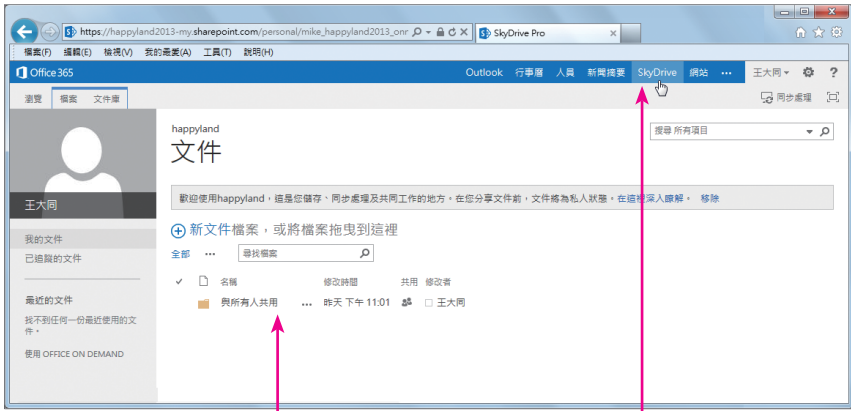 https://happyland2013-my.sharepoint.com/personal/mike_happyland2013_onr
SkyDrive Pro
檔案(F) 編輯(E) 檢視(V) 我的最愛(A) 工具(T) 說明(H)
Office 365
Outlook 行事曆 人員 新聞摘要 SkyDrive 網站 ••• 王大同 ?
瀏覽 檔案 文件庫
同步處理
happyland
文件
搜尋 所有項目
王大同
歡迎使用happyland，這是您儲存、同步處理及共同工作的地方。在您分享文件前，文件將為私人狀態。在這裡深入瞭解。 移除
我的文件
已追蹤的文件
最近的文件
找不到任何一份最近使用的文件。
使用 OFFICE ON DEMAND
新文件檔案，或將檔案拖曳到這裡
全部 ••• 尋找檔案
名稱 修改時間 共用 修改者
與所有人共用 ••• 昨天 下午 11:01 王大同